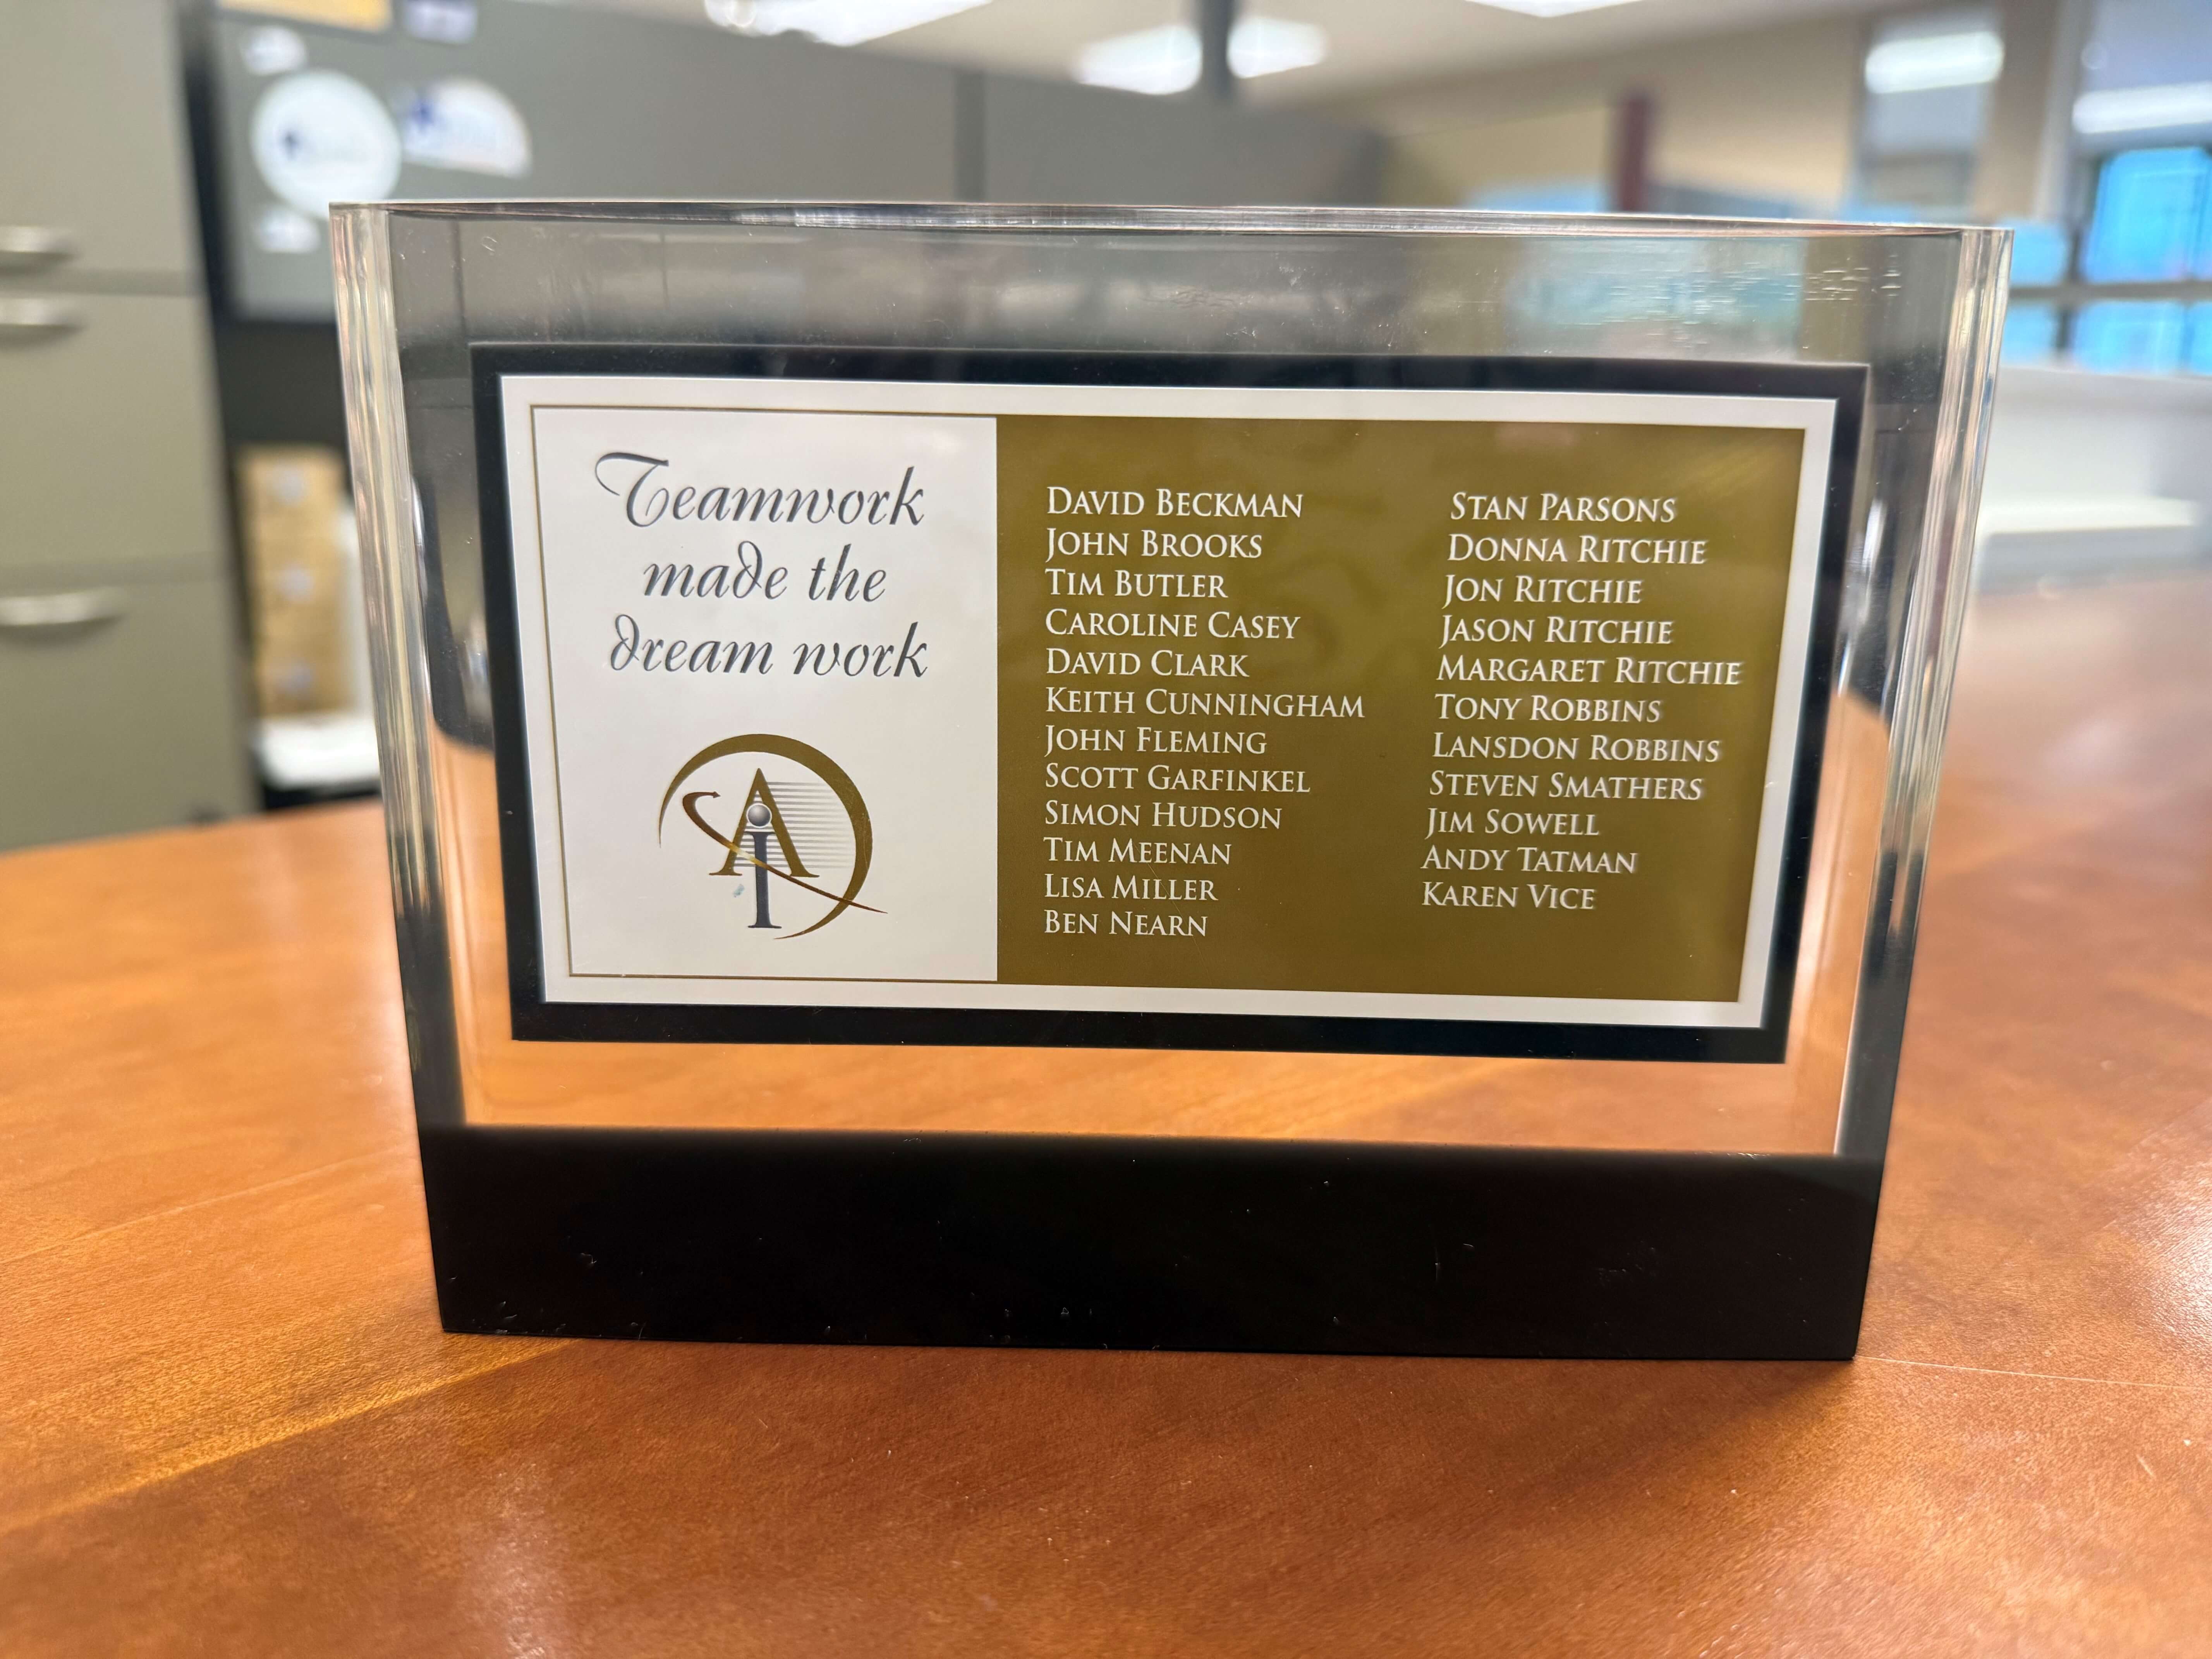 Teamwork
made the
dream work
AI
DAVID BECKMAN
JOHN BROOKS
TIM BUTLER
CAROLINE CASEY
DAVID CLARK
KEITH CUNNINGHAM
JOHN FLEMING
SCOTT GARFINKEL
SIMON HUDSON
TIM MEENAN
LISA MILLER
BEN NEARN
STAN PARSONS
DONNA RITCHIE
JON RITCHIE
JASON RITCHIE
MARGARET RITCHIE
TONY ROBBINS
LANSDON ROBBINS
STEVEN SMATHERS
JIM SOWELL
ANDY TATMAN
KAREN VICE